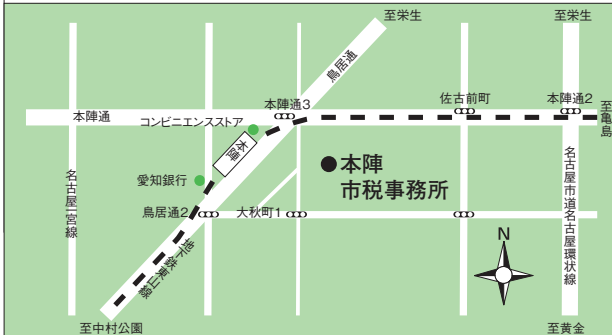 至栄生
至栄生
鳥居通
本陣通3
佐古前町
本陣通2
至亀島
本陣通
コンビニエンスストア
本陣
愛知銀行
●本陣
市税事務所
名古屋一宮線
名古屋市道名古屋環状線
鳥居通2
大秋町1
地下鉄東山線
N
至中村公園
至黄金